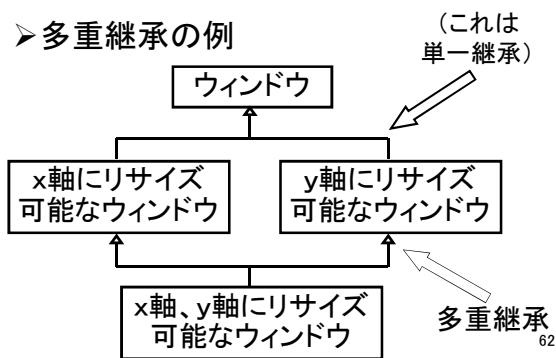 ➢多重継承の例
(これは
単一継承)
ウィンドウ
x軸にリサイズ
可能なウィンドウ
y軸にリサイズ
可能なウィンドウ
x軸、y軸にリサイズ
可能なウィンドウ
多重継承
62